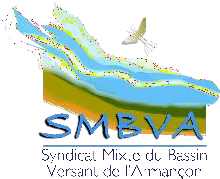 SMBVA
Syndicat Mixte du Bassin
Versant de l'Armançon